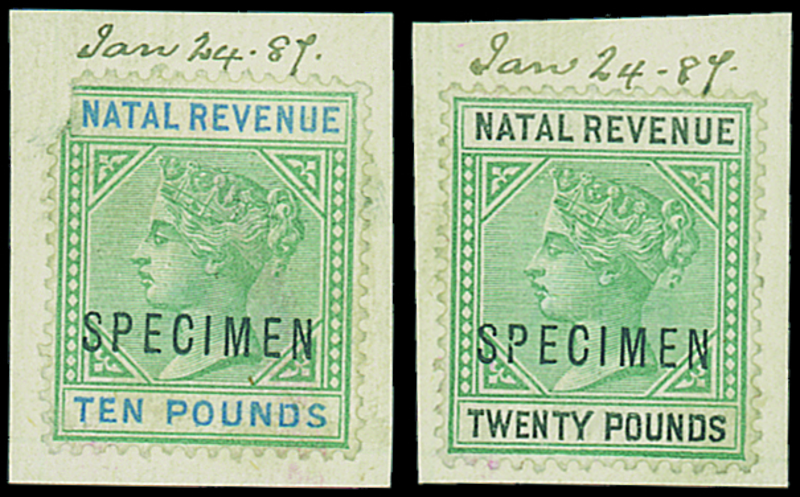 Jan 24. 87.
NATAL REVENUE
SPECIMEN
TEN POUNDS
Jan 24. 87.
NATAL REVENUE
SPECIMEN
TWENTY POUNDS